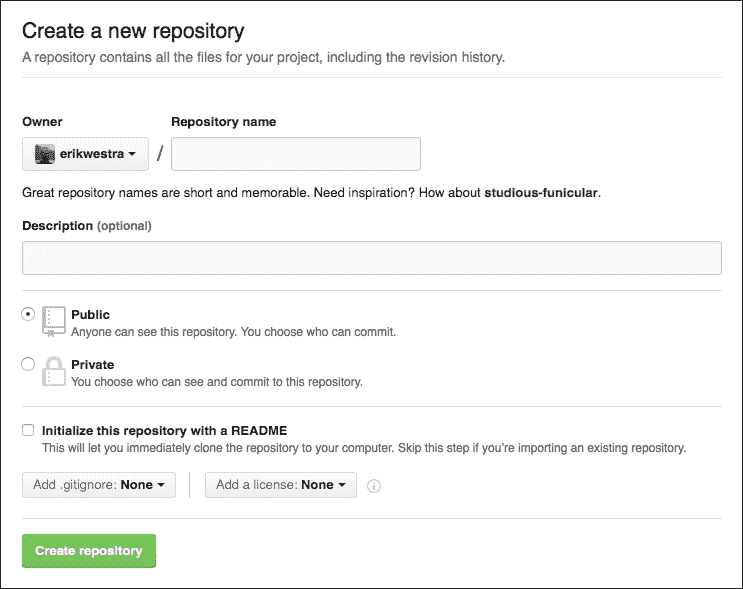 Create a new repository
A repository contains all the files for your project, including the revision history.
Owner
Repository name
erikwestra
/
Great repository names are short and memorable. Need inspiration? How about studious-funicular.
Description (optional)
Public
Anyone can see this repository. You choose who can commit.
Private
You choose who can see and commit to this repository.
Initialize this repository with a README
This will let you immediately clone the repository to your computer. Skip this step if you’re importing an existing repository.
Add .gitignore: None
Add a license: None
Create repository